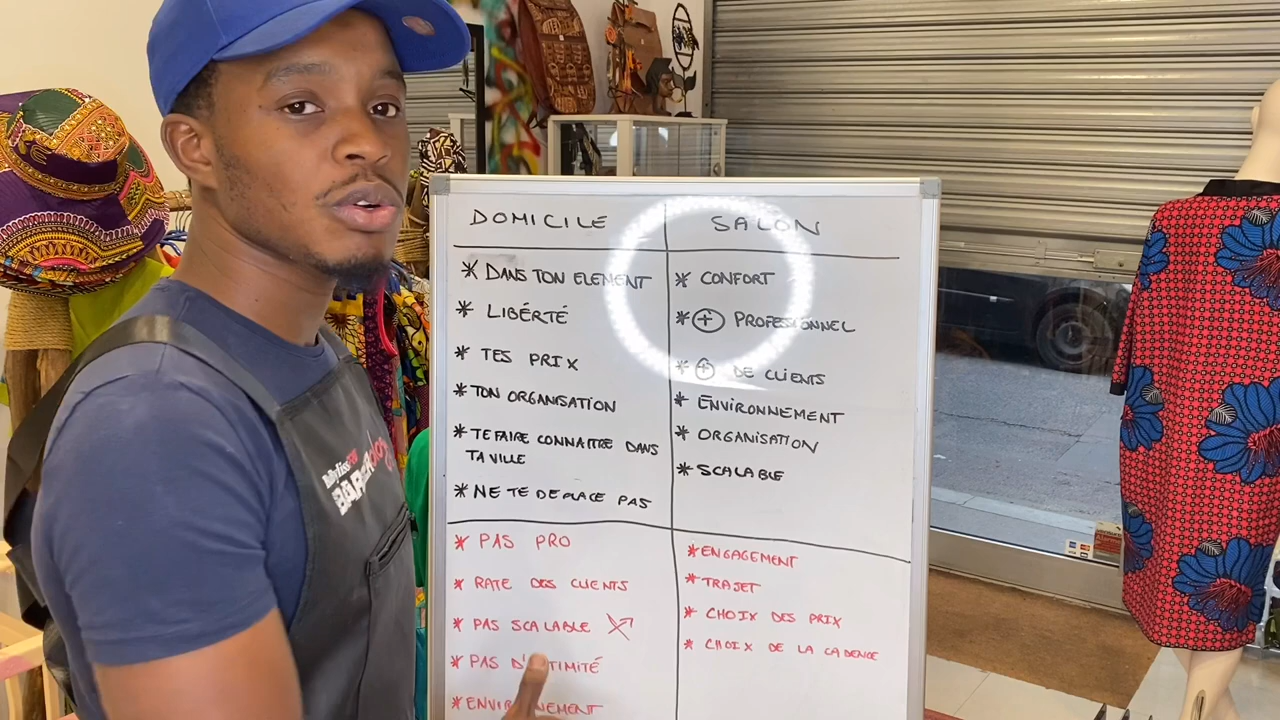 DOMICILE
SALON
* DANS TON ELEMENT
* LIBÉRTÉ
* TES PRIX
* TON ORGANISATION
* TE FAIRE CONNAITRE DANS
TA VILLE
* NE TE DEPLACE PAS
* CONFORT
* + PROFESSIONNEL
* + DE CLIENTS
* ENVIRONNEMENT
* ORGANISATION
* SCALABLE
* PAS PRO
* RATE DES CLIENTS
* PAS SCALABLE
* PAS D'INTIMITÉ
* ENVIRONNEMENT
* ENGAGEMENT
* TRAJET
* CHOIX DES PRIX
* CHOIX DE LA CADENCE
BaBylissPRO